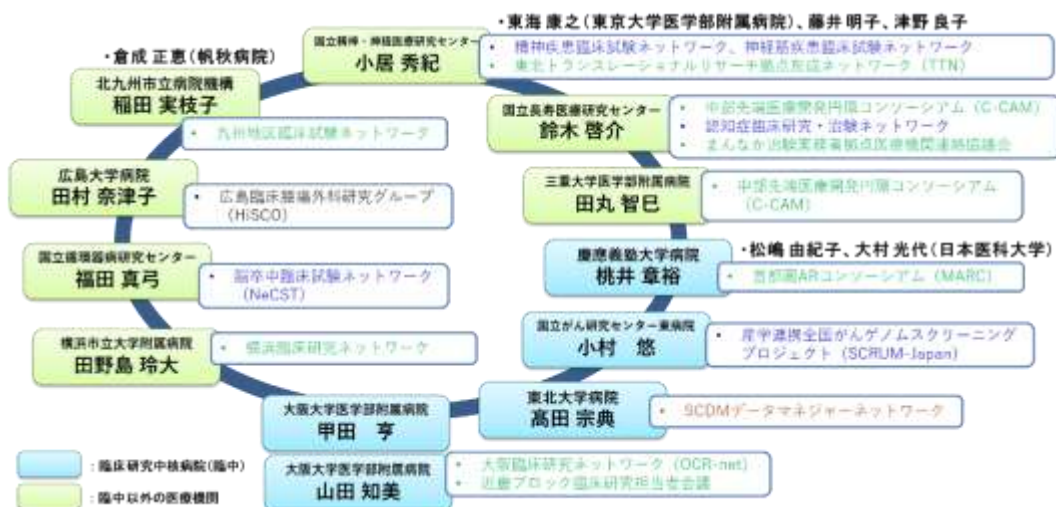 ・東海 康之(東京大学医学部附属病院)、藤井 明子、津野 良子
国立精神・神経医療研究センター
小居 秀紀
・ 精神疾患臨床試験ネットワーク、神経筋疾患臨床試験ネットワーク
・ 東北トランスレーショナルリサーチ拠点形成ネットワーク (TTN)
・倉成 正恵(帆秋病院)
北九州市立病院機構
稲田 実枝子
・ 九州地区臨床試験ネットワーク
国立長寿医療研究センター
鈴木 啓介
・ 中部先端医療開発円環コンソーシアム (C-CAM)
・ 認知症臨床研究・治験ネットワーク
・ まんなか治験実務者拠点医療機関連絡協議会
広島大学病院
田村 奈津子
・ 広島臨床腫瘍外科研究グループ
(HiSCO)
三重大学医学部附属病院
田丸 智巳
・ 中部先端医療開発円環コンソーシアム
(C-CAM)
国立循環器病研究センター
福田 真弓
・ 脳卒中臨床試験ネットワーク
(NeCST)
・松嶋 由紀子、大村 光代(日本医科大学)
慶應義塾大学病院
桃井 章裕
・ 首都圏ARコンソーシアム (MARC)
横浜市立大学附属病院
田野島 玲大
・ 横浜臨床研究ネットワーク
国立がん研究センター東病院
小村 悠
・ 産学連携全国がんゲノムスクリーニング
プロジェクト (SCRUM-Japan)
大阪大学医学部附属病院
甲田 亨
東北大学病院
髙田 宗典
・ SCDMデータマネジャーネットワーク
大阪大学医学部附属病院
山田 知美
・ 大阪臨床研究ネットワーク (OCR-net)
・ 近畿ブロック臨床研究担当者会議
：臨床研究中核病院(臨中)
：臨中以外の医療機関